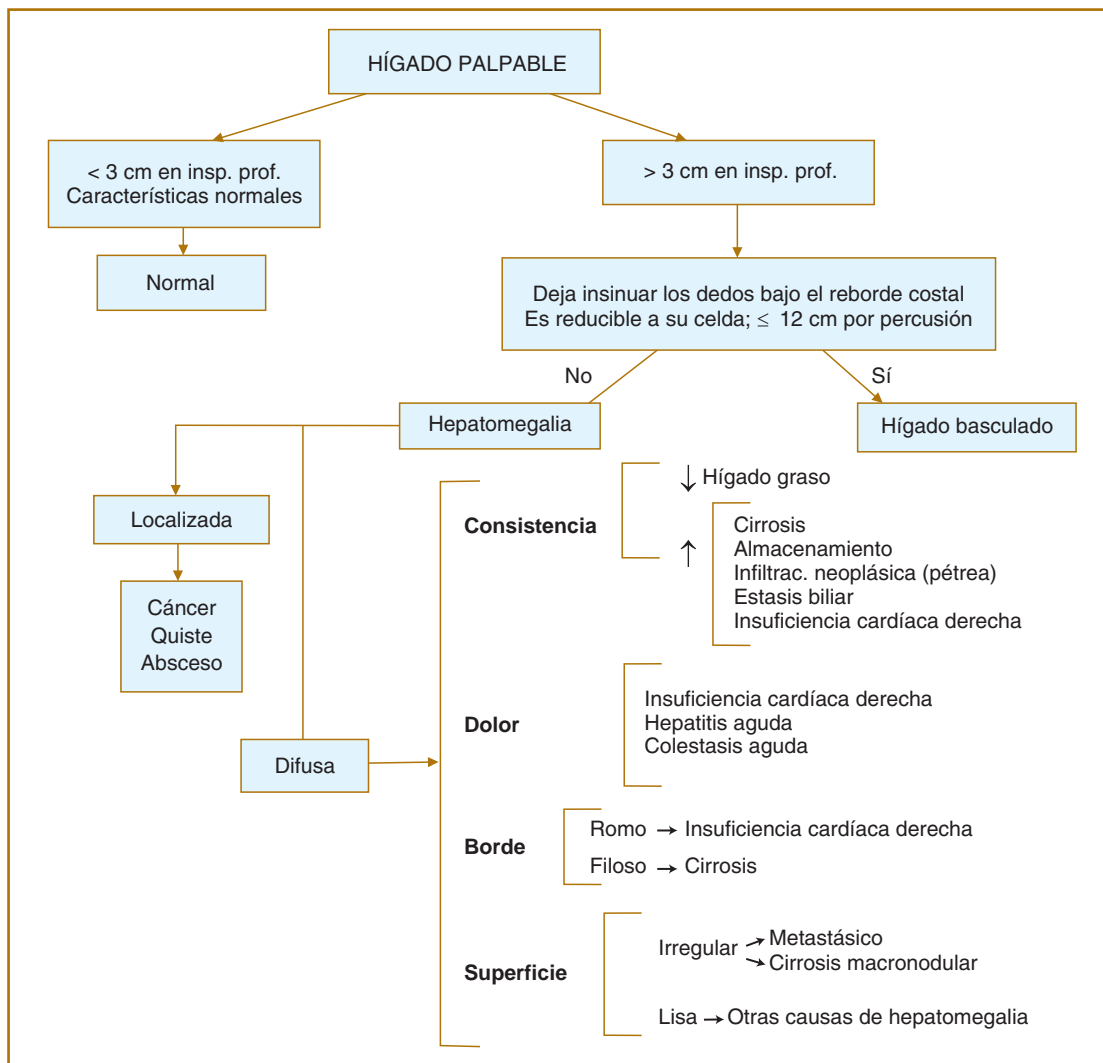 HÍGADO PALPABLE
< 3 cm en insp. prof.
Características normales
> 3 cm en insp. prof.
Normal
Deja insinuar los dedos bajo el reborde costal
Es reducible a su celda; ≤ 12 cm por percusión
No
Sí
Hepatomegalia
Hígado basculado
Localizada
Cáncer
Quiste
Absceso
Difusa
Consistencia
↓ Hígado graso
↑
Cirrosis
Almacenamiento
Infiltrac. neoplásica (pétrea)
Estasis biliar
Insuficiencia cardíaca derecha
Dolor
Insuficiencia cardíaca derecha
Hepatitis aguda
Colestasis aguda
Borde
Romo → Insuficiencia cardíaca derecha
Filoso → Cirrosis
Superficie
Irregular
Metastásico
Cirrosis macronodular
Lisa → Otras causas de hepatomegalia